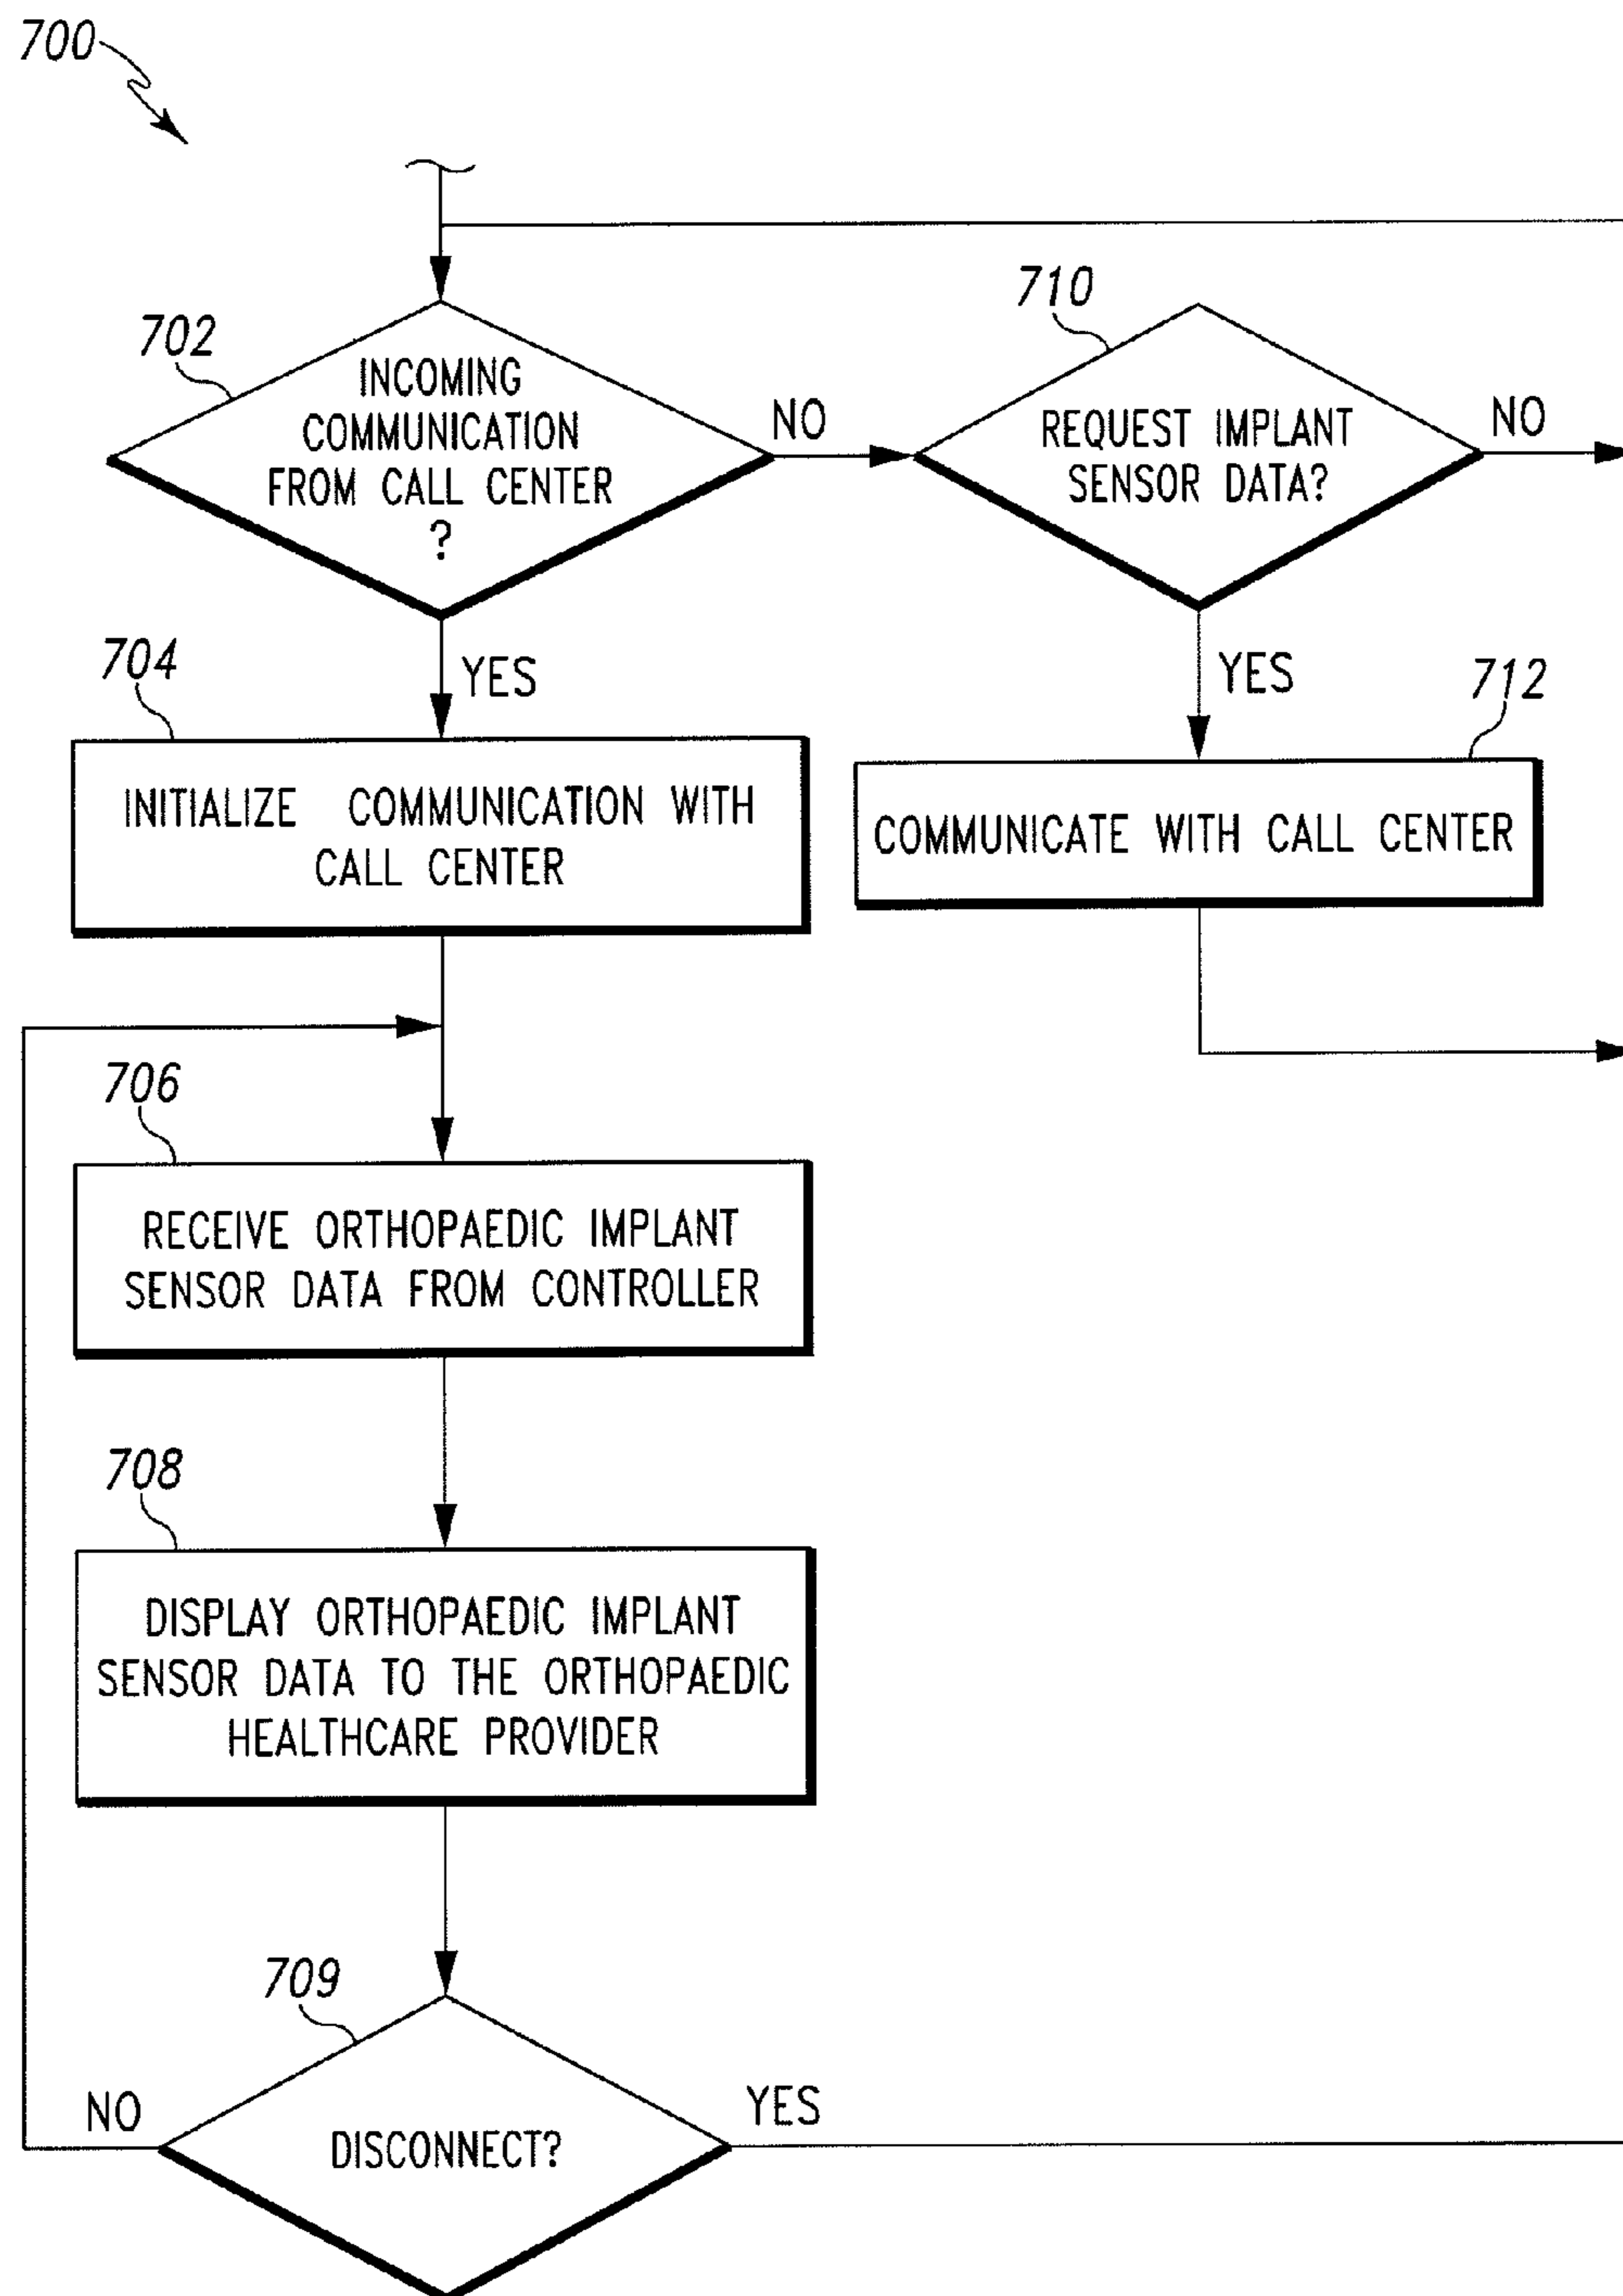 700
702
INCOMING
COMMUNICATION
FROM CALL CENTER
?
NO
710
REQUEST IMPLANT
SENSOR DATA?
NO
YES
704
INITIALIZE COMMUNICATION WITH
CALL CENTER
YES
712
COMMUNICATE WITH CALL CENTER
706
RECEIVE ORTHOPAEDIC IMPLANT
SENSOR DATA FROM CONTROLLER
708
DISPLAY ORTHOPAEDIC IMPLANT
SENSOR DATA TO THE ORTHOPAEDIC
HEALTHCARE PROVIDER
709
NO
DISCONNECT?
YES